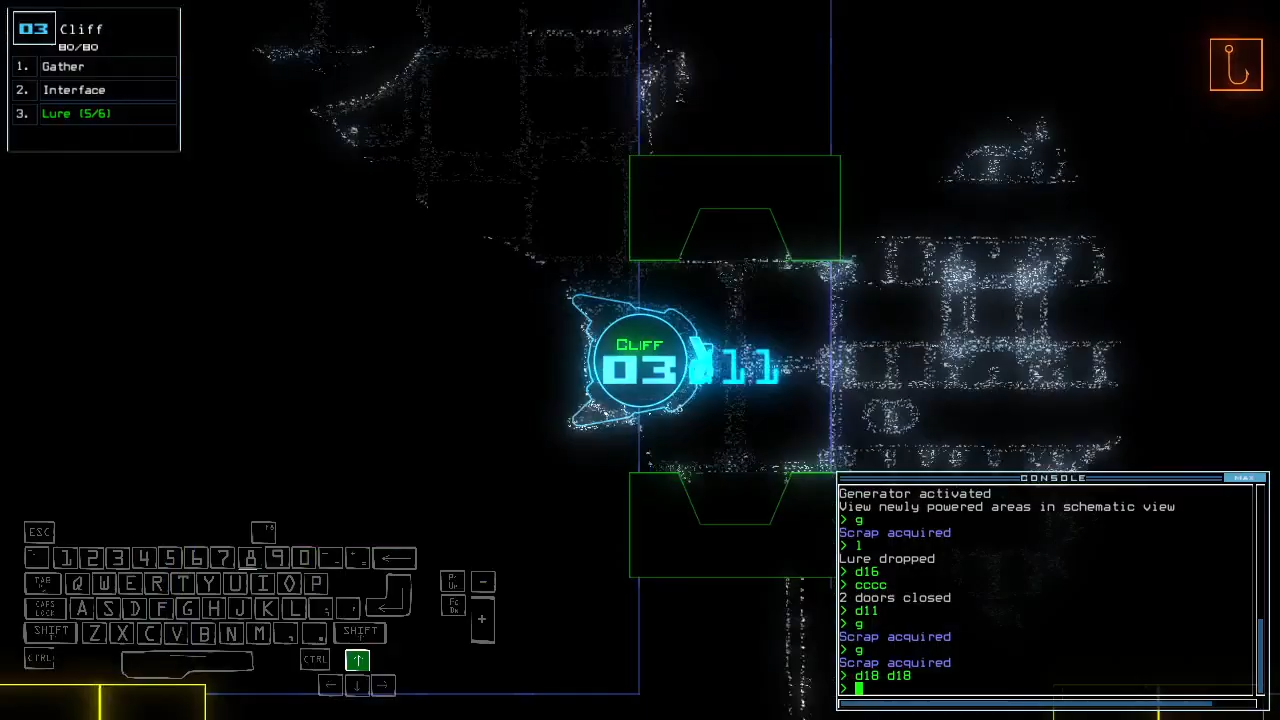 03 Cliff
80/80
1. Gather
2. Interface
3. Lure (5/6)
Cliff
03
11
CONSOLE
MAX
Generator activated
View newly powered areas in schematic view
> g
Scrap acquired
> l
Lure dropped
> d16
> cccc
2 doors closed
> d11
> g
Scrap acquired
> g
Scrap acquired
> d18 d18
>
ESC
1 2 3 4 5 6 7 8 9 0
TAB Q W E R T Y U I O P
CAPS LOCK A S D F G H J K L
SHIFT Z X C V B N M , . SHIFT
CTRL CTRL